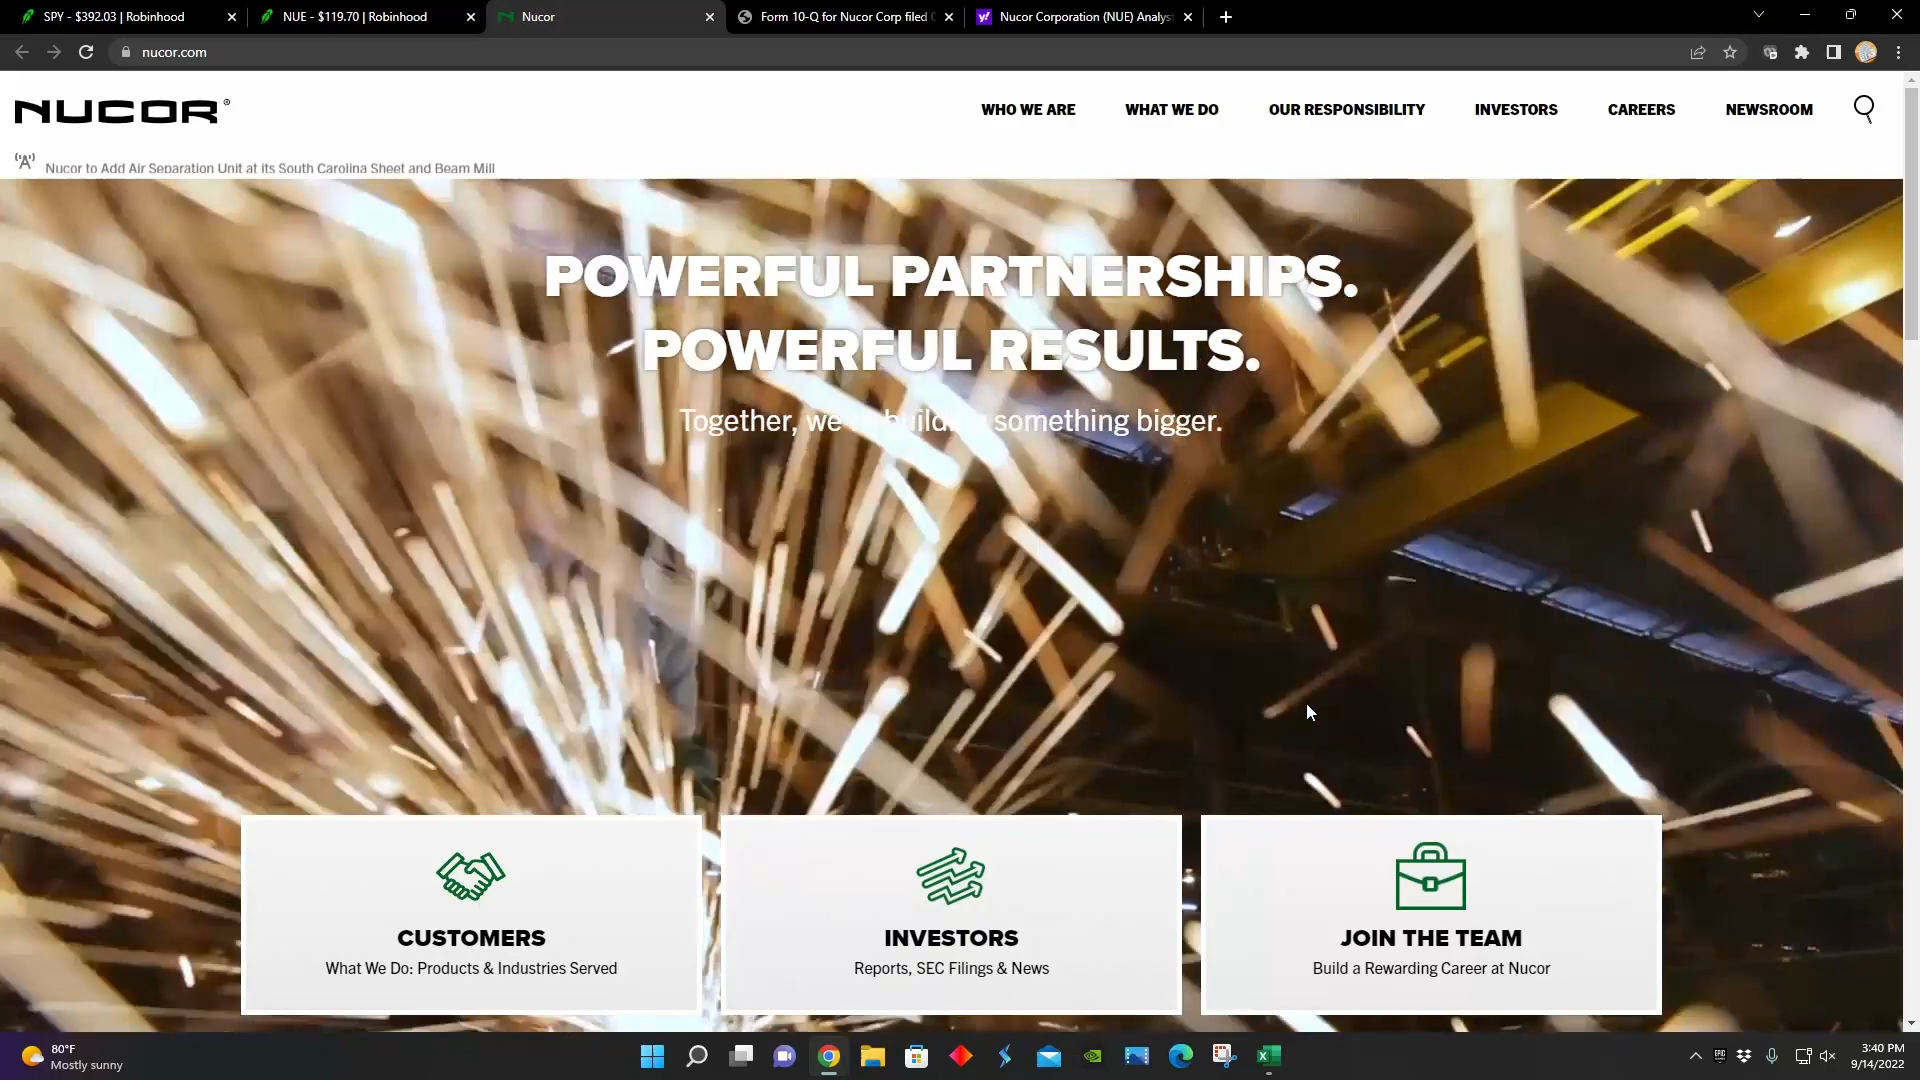 SPY - $392.03 | Robinhood
NUE - $119.70 | Robinhood
Nucor
Form 10-Q for Nucor Corp filed
Nucor Corporation (NUE) Analys
nucor.com
NUCOR®
WHO WE ARE
WHAT WE DO
OUR RESPONSIBILITY
INVESTORS
CAREERS
NEWSROOM
Nucor to Add Air Separation Unit at its South Carolina Sheet and Beam Mill
POWERFUL PARTNERSHIPS.
POWERFUL RESULTS.
Together, we're building something bigger.
CUSTOMERS
What We Do: Products & Industries Served
INVESTORS
Reports, SEC Filings & News
JOIN THE TEAM
Build a Rewarding Career at Nucor
80°F
Mostly sunny
3:40 PM
9/14/2022